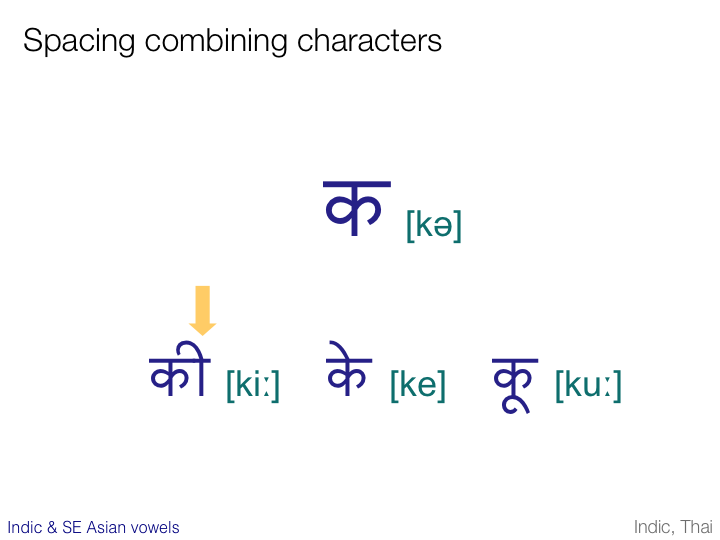 Spacing combining characters
क [kə]
की [kiː] के [ke] कू [kuː]
Indic & SE Asian vowels
Indic, Thai